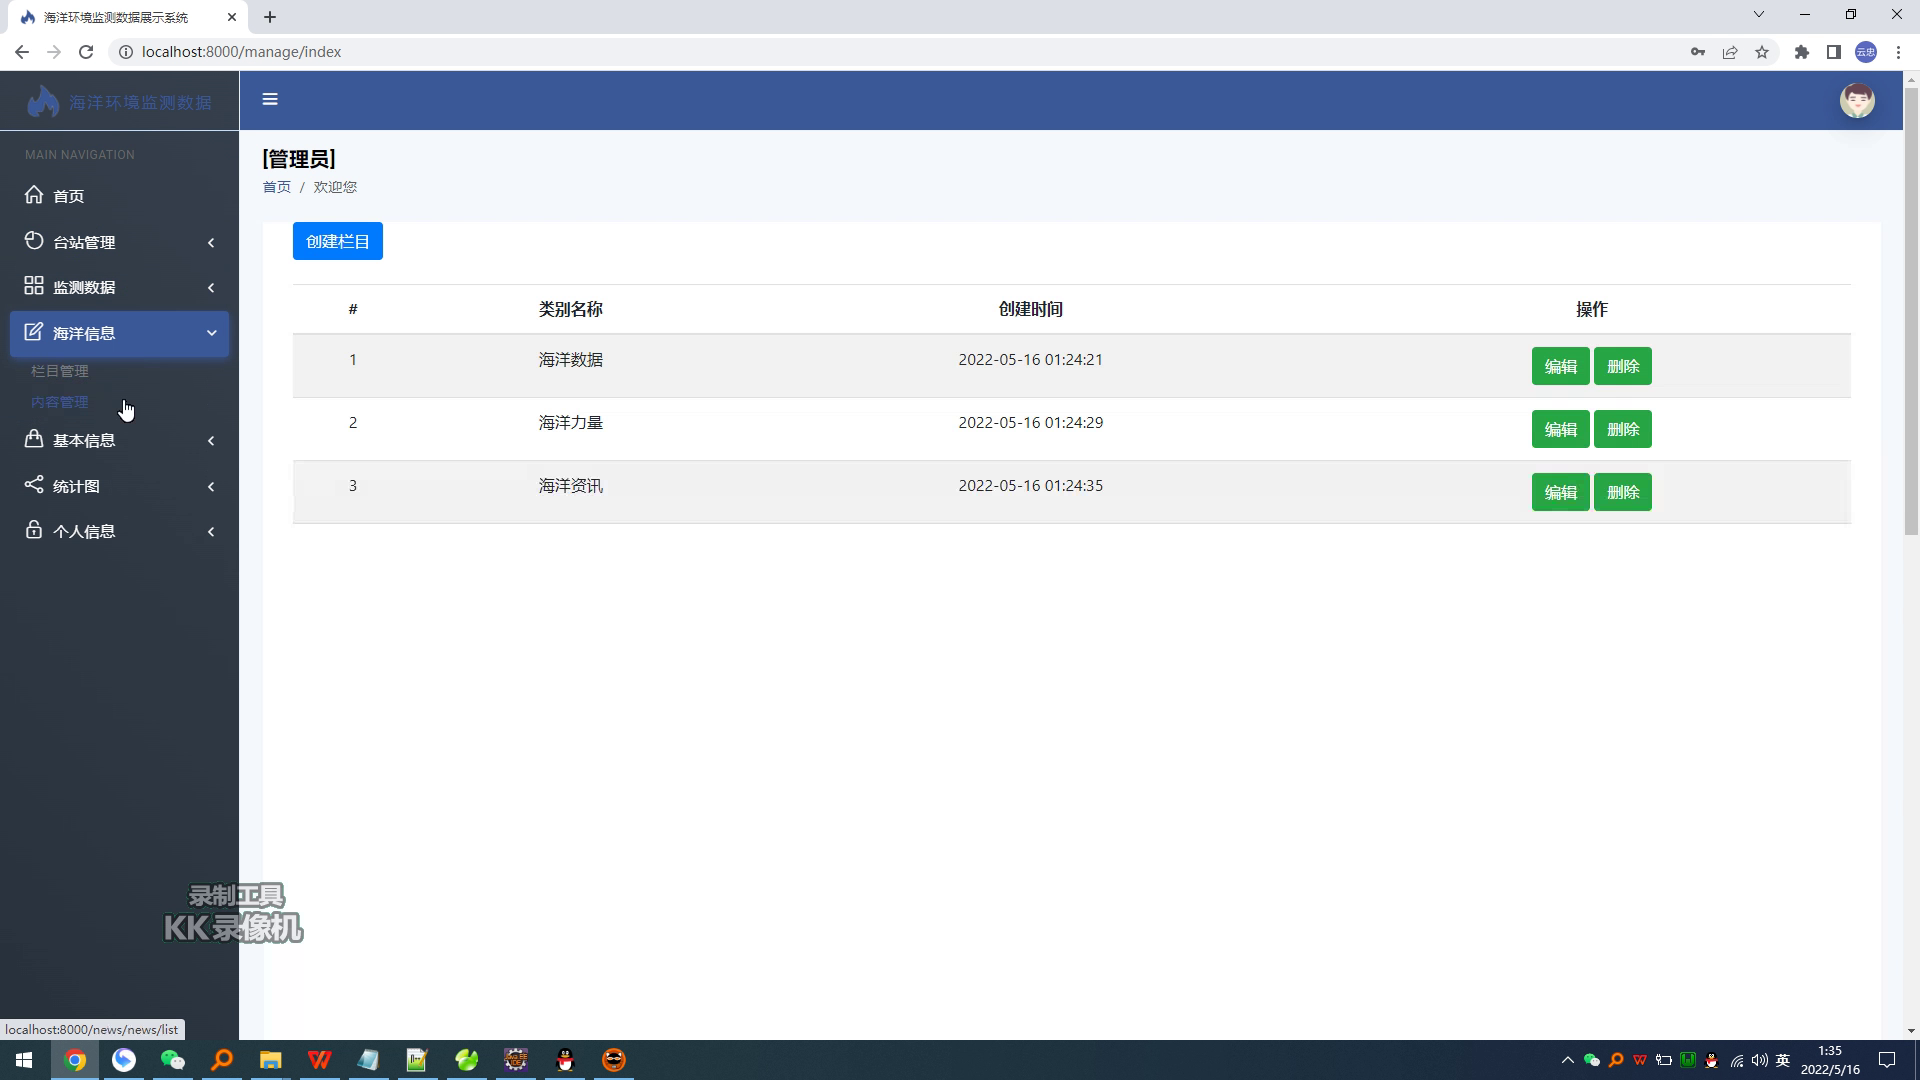 海洋环境监测数据展示系统
localhost:8000/manage/index
云忠
海洋环境监测数据
MAIN NAVIGATION
首页
台站管理
监测数据
海洋信息
栏目管理
内容管理
基本信息
统计图
个人信息
[管理员]
首页 / 欢迎您
创建栏目
# 类别名称 创建时间 操作
1 海洋数据 2022-05-16 01:24:21 编辑 删除
2 海洋力量 2022-05-16 01:24:29 编辑 删除
3 海洋资讯 2022-05-16 01:24:35 编辑 删除
录制工具
KK录像机
localhost:8000/news/news/list
英
1:35
2022/5/16